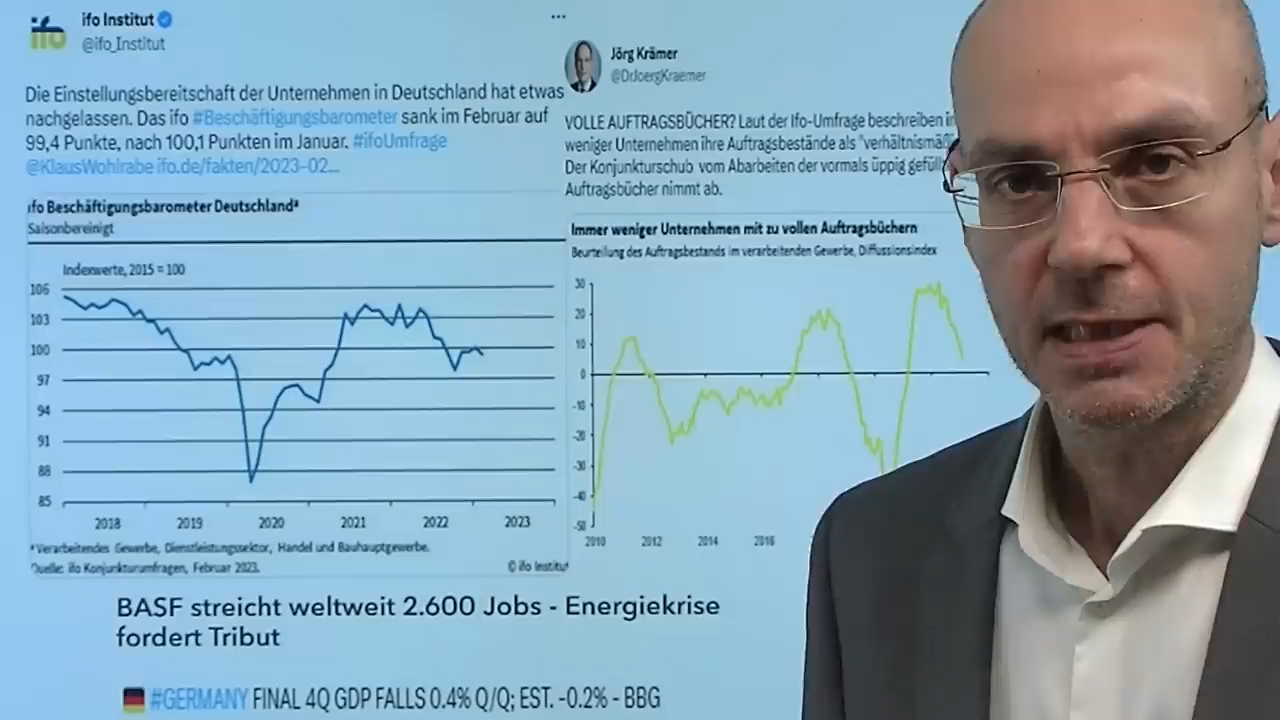 ifo
ifo Institut
@ifo_Institut
...
Die Einstellungsbereitschaft der Unternehmen in Deutschland hat etwas
nachgelassen. Das ifo #Beschäftigungsbarometer sank im Februar auf
99,4 Punkte, nach 100,1 Punkten im Januar. #ifoUmfrage
@KlausWohlrabe ifo.de/fakten/2023-02...
ifo Beschäftigungsbarometer Deutschlandᵃ
Saisonbereinigt
Indexwerte, 2015 = 100
106
103
100
97
94
91
88
85
2018 2019 2020 2021 2022 2023
ᵃ Verarbeitendes Gewerbe, Dienstleistungssektor, Handel und Bauhauptgewerbe.
Quelle: ifo Konjunkturumfragen, Februar 2023. © ifo Institut
Jörg Krämer
@DrJoergKraemer
VOLLE AUFTRAGSBÜCHER? Laut der Ifo-Umfrage beschreiben
weniger Unternehmen ihre Auftragsbestände als
Der Konjunkturschub vom Abarbeiten der vormals üppig
Auftragsbücher nimmt ab.
Immer weniger Unternehmen mit zu vollen Auftragsbüchern
Beurteilung des Auftragsbestands im verarbeitenden Gewerbe, Diffussionsindex
30
20
10
0
-10
-20
-30
-40
-50
2010 2012 2014 2016
BASF streicht weltweit 2.600 Jobs - Energiekrise
fordert Tribut
#GERMANY FINAL 4Q GDP FALLS 0.4% Q/Q; EST. -0.2% - BBG